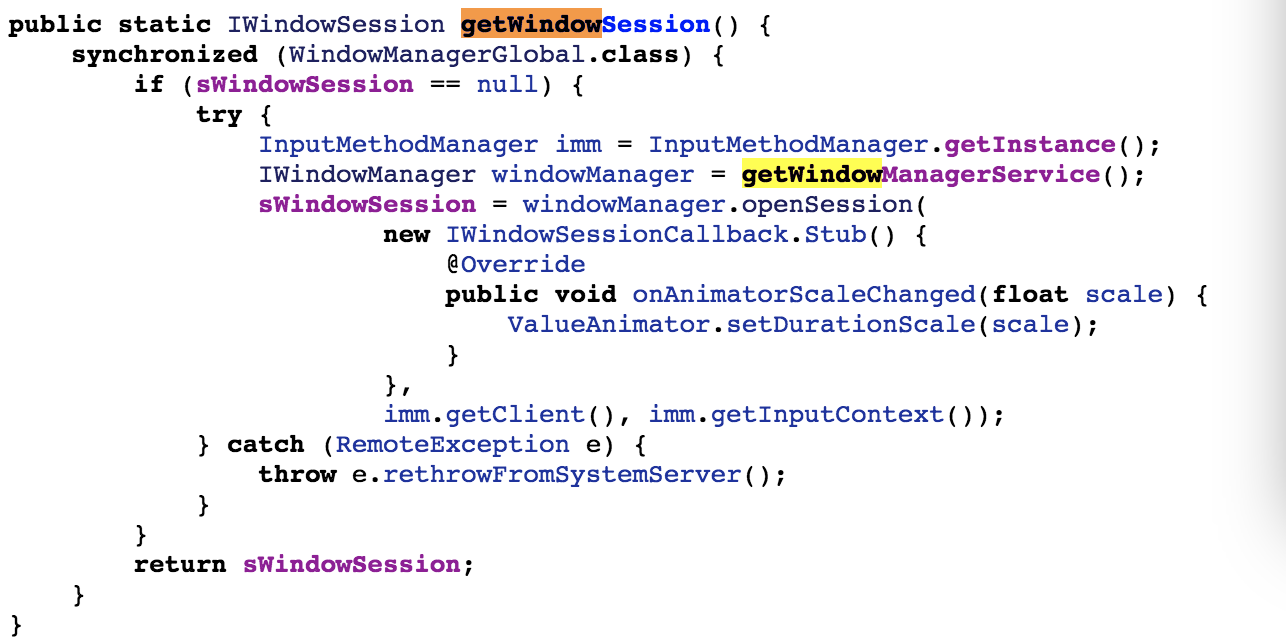 public static IWindowSession getWindowSession() {
    synchronized (WindowManagerGlobal.class) {
        if (sWindowSession == null) {
            try {
                InputMethodManager imm = InputMethodManager.getInstance();
                IWindowManager windowManager = getWindowManagerService();
                sWindowSession = windowManager.openSession(
                        new IWindowSessionCallback.Stub() {
                            @Override
                            public void onAnimatorScaleChanged(float scale) {
                                ValueAnimator.setDurationScale(scale);
                            }
                        },
                        imm.getClient(), imm.getInputContext());
            } catch (RemoteException e) {
                throw e.rethrowFromSystemServer();
            }
        }
        return sWindowSession;
    }
}